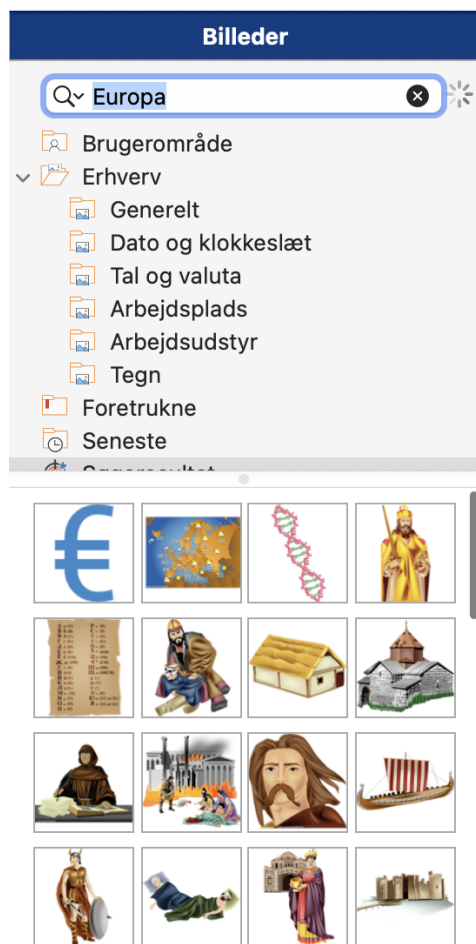 Billeder
Europa
Brugerområde
Erhverv
Generelt
Dato og klokkeslæt
Tal og valuta
Arbejdsplads
Arbejdsudstyr
Tegn
Foretrukne
Seneste
€